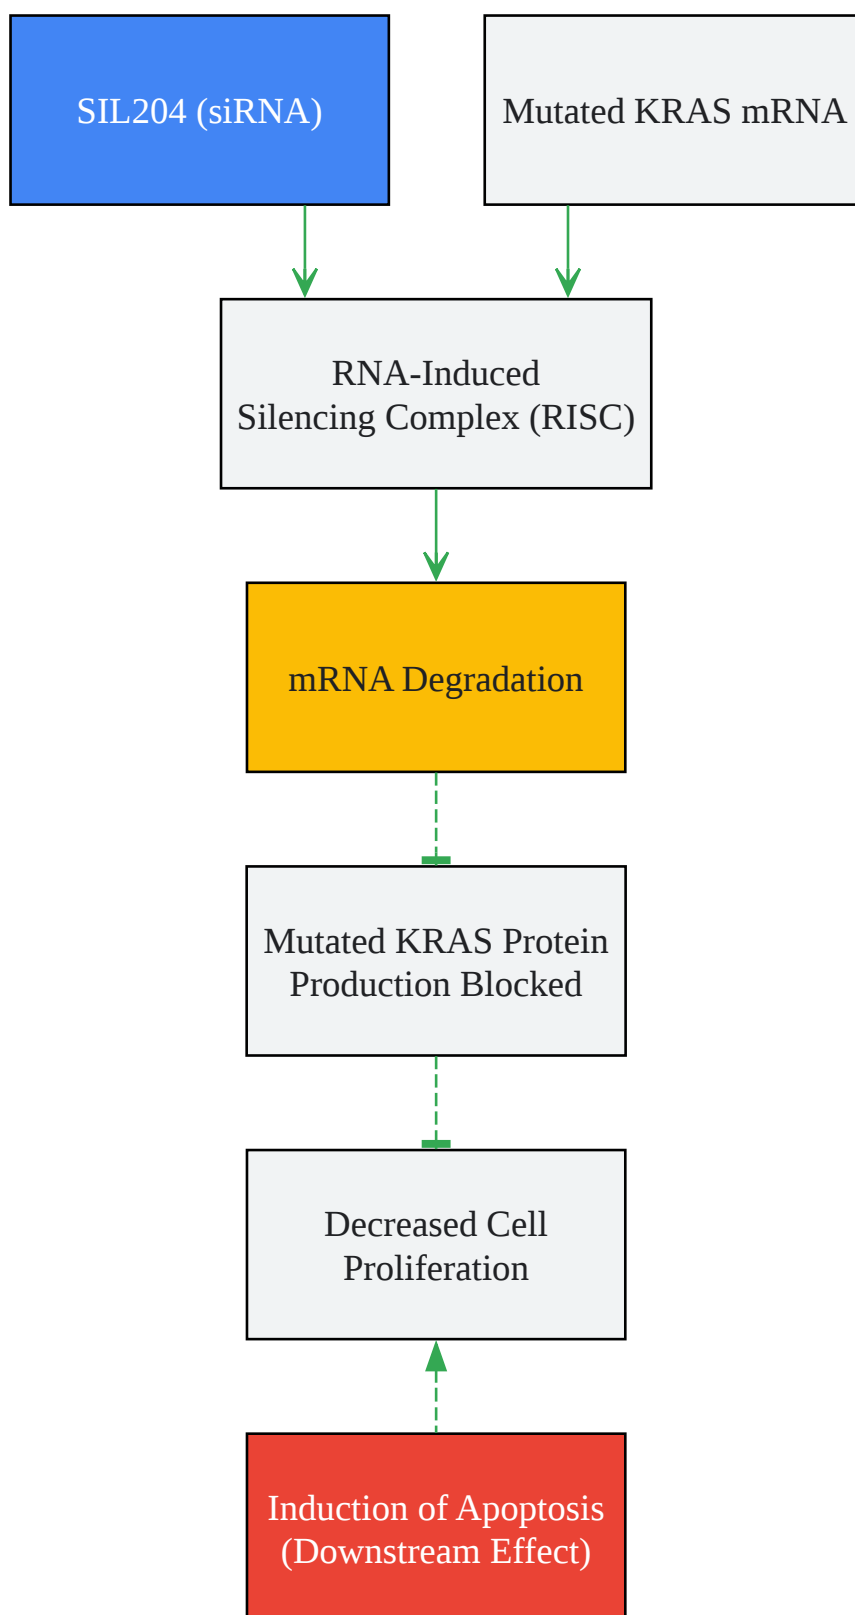 SIL204 (siRNA)
Mutated KRAS mRNA
RNA-Induced
Silencing Complex (RISC)
mRNA Degradation
Mutated KRAS Protein
Production Blocked
Decreased Cell
Proliferation
Induction of Apoptosis
(Downstream Effect)